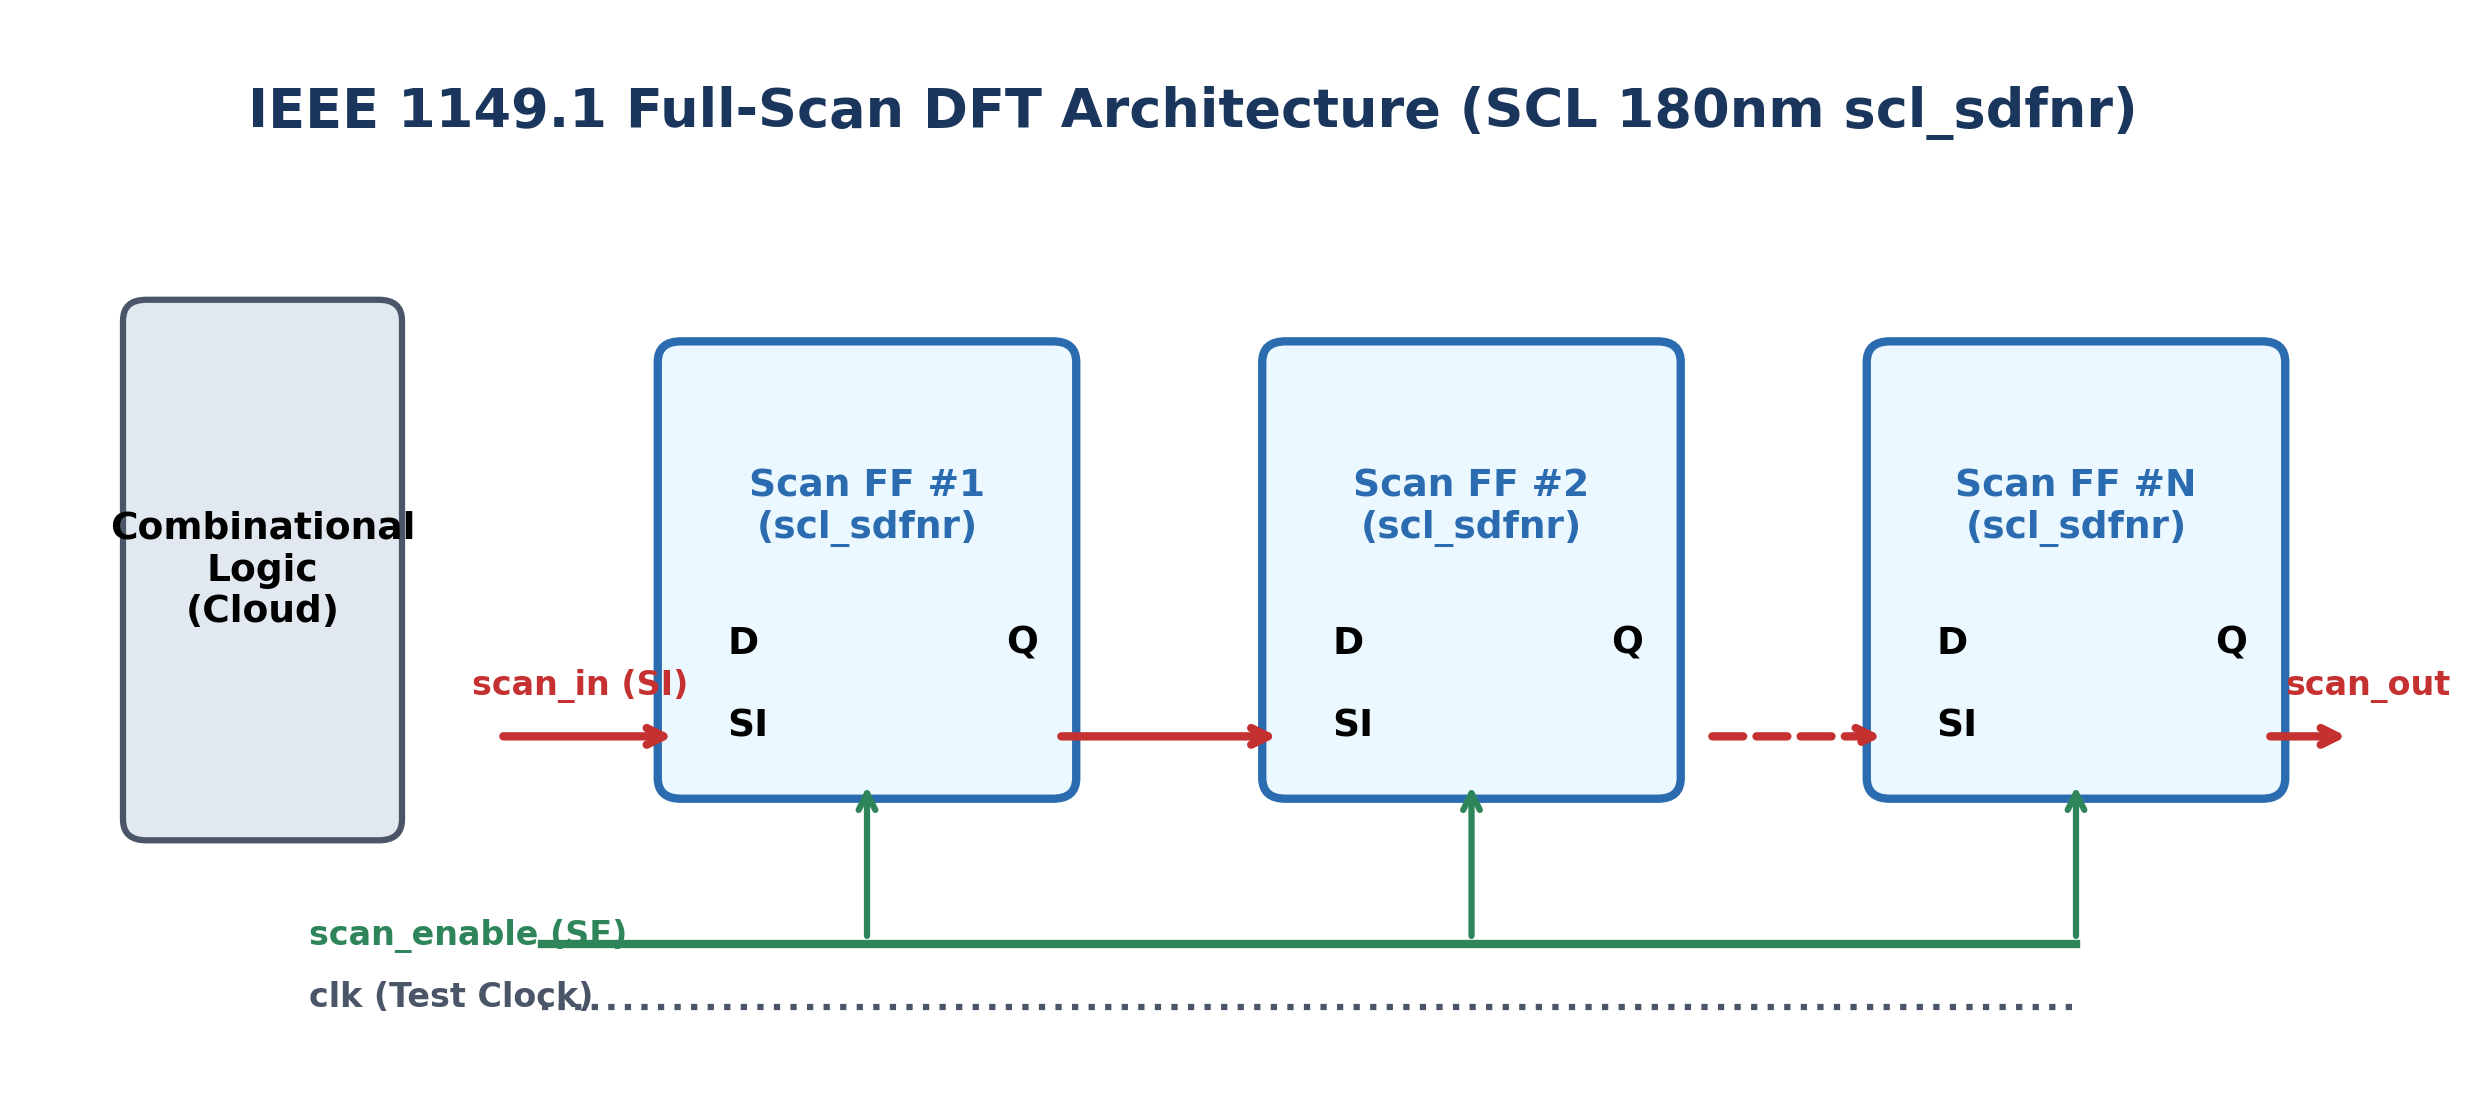 IEEE 1149.1 Full-Scan DFT Architecture (SCL 180nm scl_sdfnr)
Combinational
Logic
(Cloud)
scan_in (SI)
Scan FF #1
(scl_sdfnr)
D
Q
SI
Scan FF #2
(scl_sdfnr)
D
Q
SI
Scan FF #N
(scl_sdfnr)
D
Q
SI
scan_out
scan_enable (SE)
clk (Test Clock)